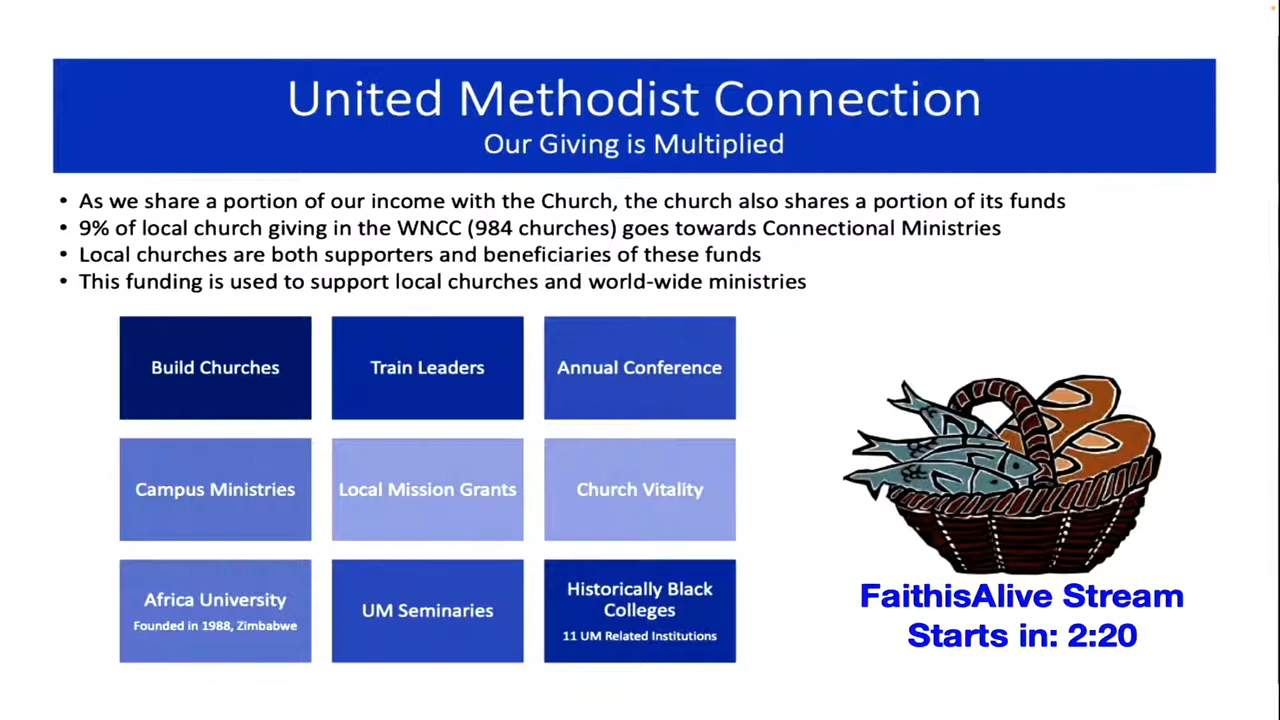 United Methodist Connection
Our Giving is Multiplied
• As we share a portion of our income with the Church, the church also shares a portion of its funds
• 9% of local church giving in the WNCC (984 churches) goes towards Connectional Ministries
• Local churches are both supporters and beneficiaries of these funds
• This funding is used to support local churches and world-wide ministries
Build Churches
Train Leaders
Annual Conference
Campus Ministries
Local Mission Grants
Church Vitality
Africa University
Founded in 1988, Zimbabwe
UM Seminaries
Historically Black
Colleges
11 UM Related Institutions
FaithisAlive Stream
Starts in: 2:20